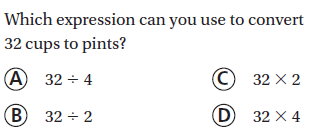 Which expression can you use to convert
32 cups to pints?
Ⓐ 32 ÷ 4
Ⓒ 32 × 2
Ⓑ 32 ÷ 2
Ⓓ 32 × 4